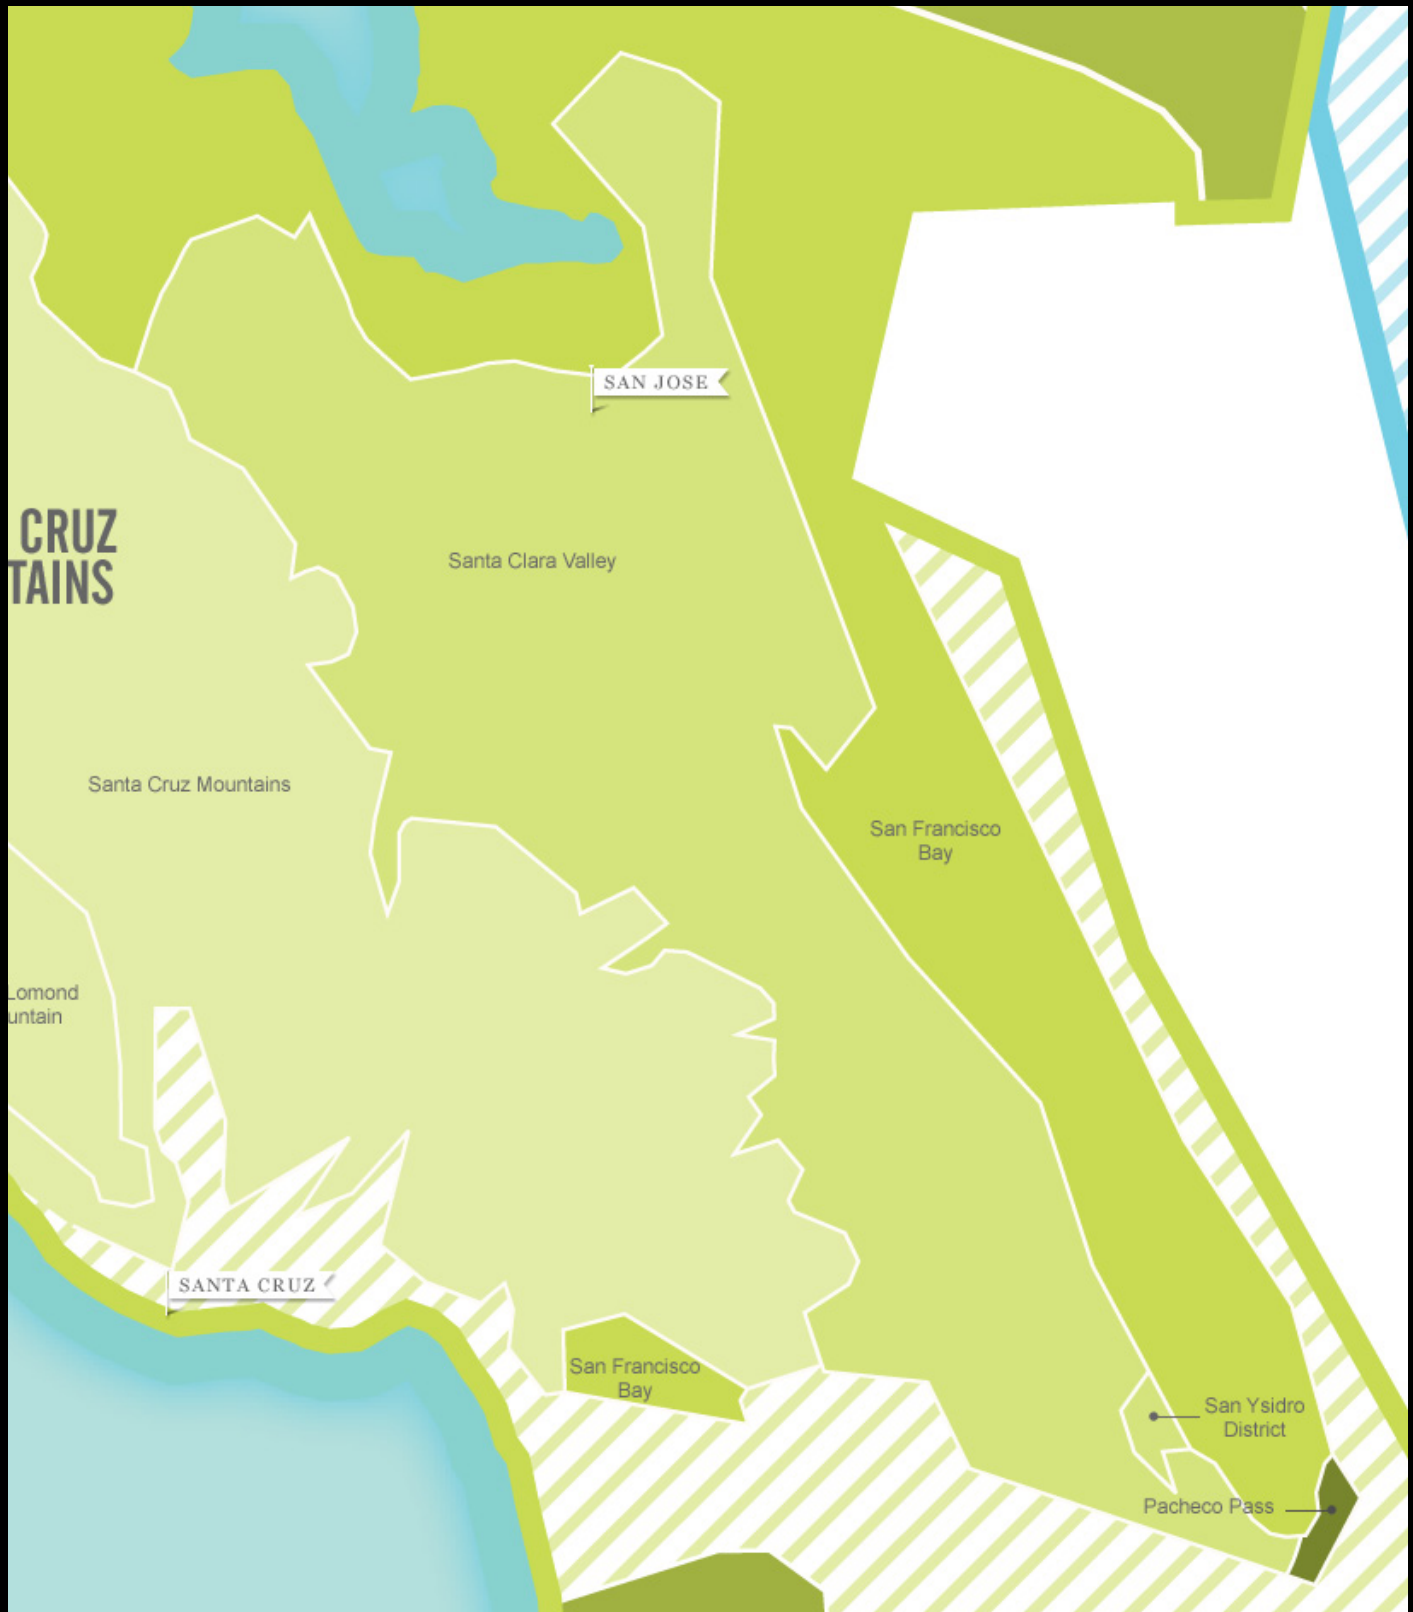 SAN JOSE
CRUZ
TAINS
Santa Clara Valley
Santa Cruz Mountains
San Francisco
Bay
Lomond
untain
SANTA CRUZ
San Francisco
Bay
San Ysidro
District
Pacheco Pass